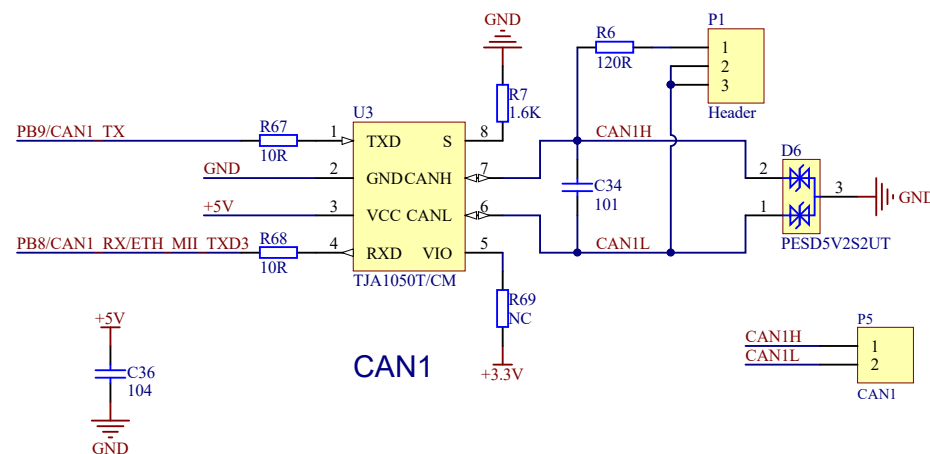 GND
P1
R6
120R
1
2
3
Header
R7
1.6K
U3
PB9/CAN1_TX
R67
10R
1
TXD
S
8
CAN1H
GND
2
GND
CANH
7
C34
101
D6
2
1
3
GND
PESD5V2S2UT
+5V
3
VCC
CANL
6
CAN1L
PB8/CAN1_RX/ETH_MII_TXD3
R68
10R
4
RXD
VIO
5
TJA1050T/CM
R69
NC
+3.3V
CAN1
+5V
C36
104
GND
P5
CAN1H
1
CAN1L
2
CAN1